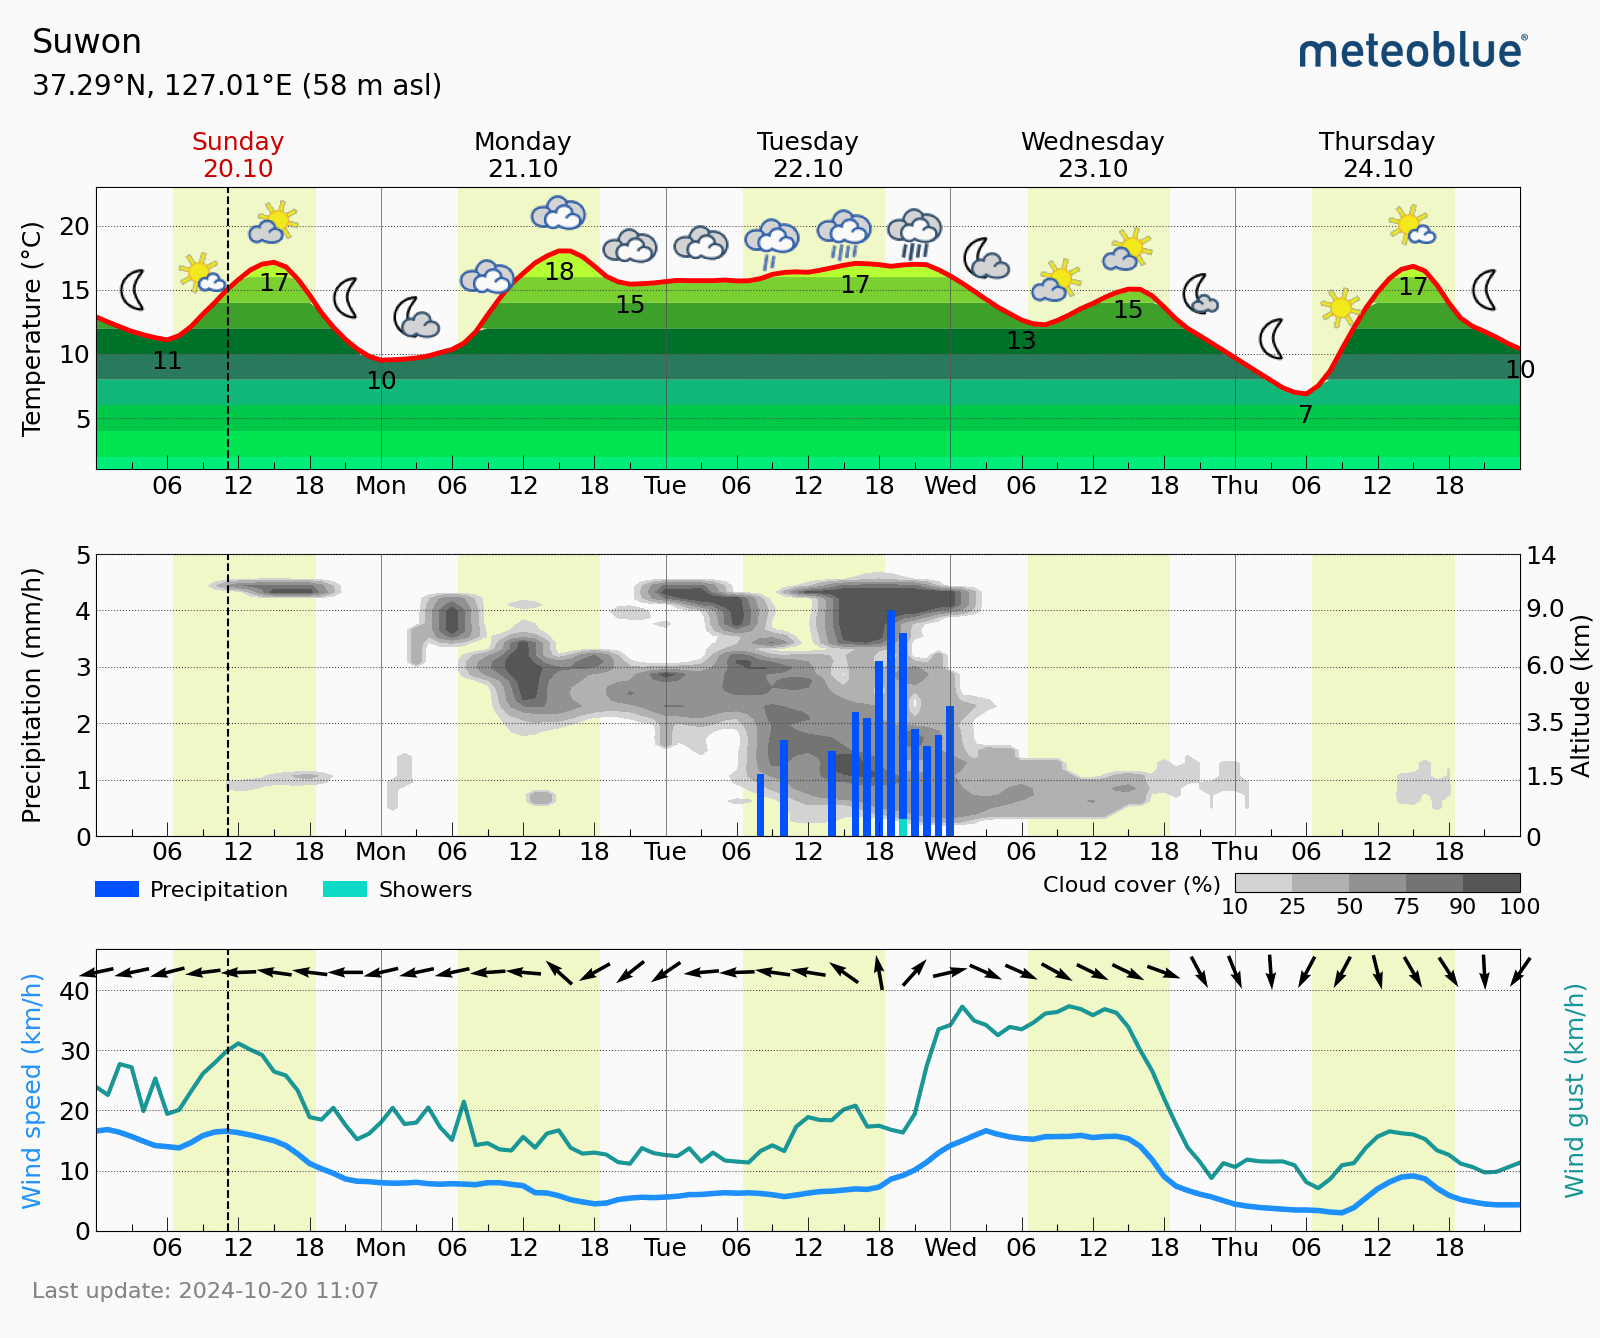 Suwon
37.29°N, 127.01°E (58 m asl)
meteoblue®
Sunday Monday Tuesday Wednesday Thursday
20.10 21.10 22.10 23.10 24.10
Temperature (°C)
20
15
10
5
11 17 10 18 15 17 13 15 7 17 10
06 12 18 Mon 06 12 18 Tue 06 12 18 Wed 06 12 18 Thu 06 12 18
Precipitation (mm/h)
5
4
3
2
1
0
14
9.0
6.0
3.5
1.5
0
Altitude (km)
06 12 18 Mon 06 12 18 Tue 06 12 18 Wed 06 12 18 Thu 06 12 18
Precipitation Showers
Cloud cover (%)
10 25 50 75 90 100
Wind speed (km/h)
40
30
20
10
0
Wind gust (km/h)
06 12 18 Mon 06 12 18 Tue 06 12 18 Wed 06 12 18 Thu 06 12 18
Last update: 2024-10-20 11:07